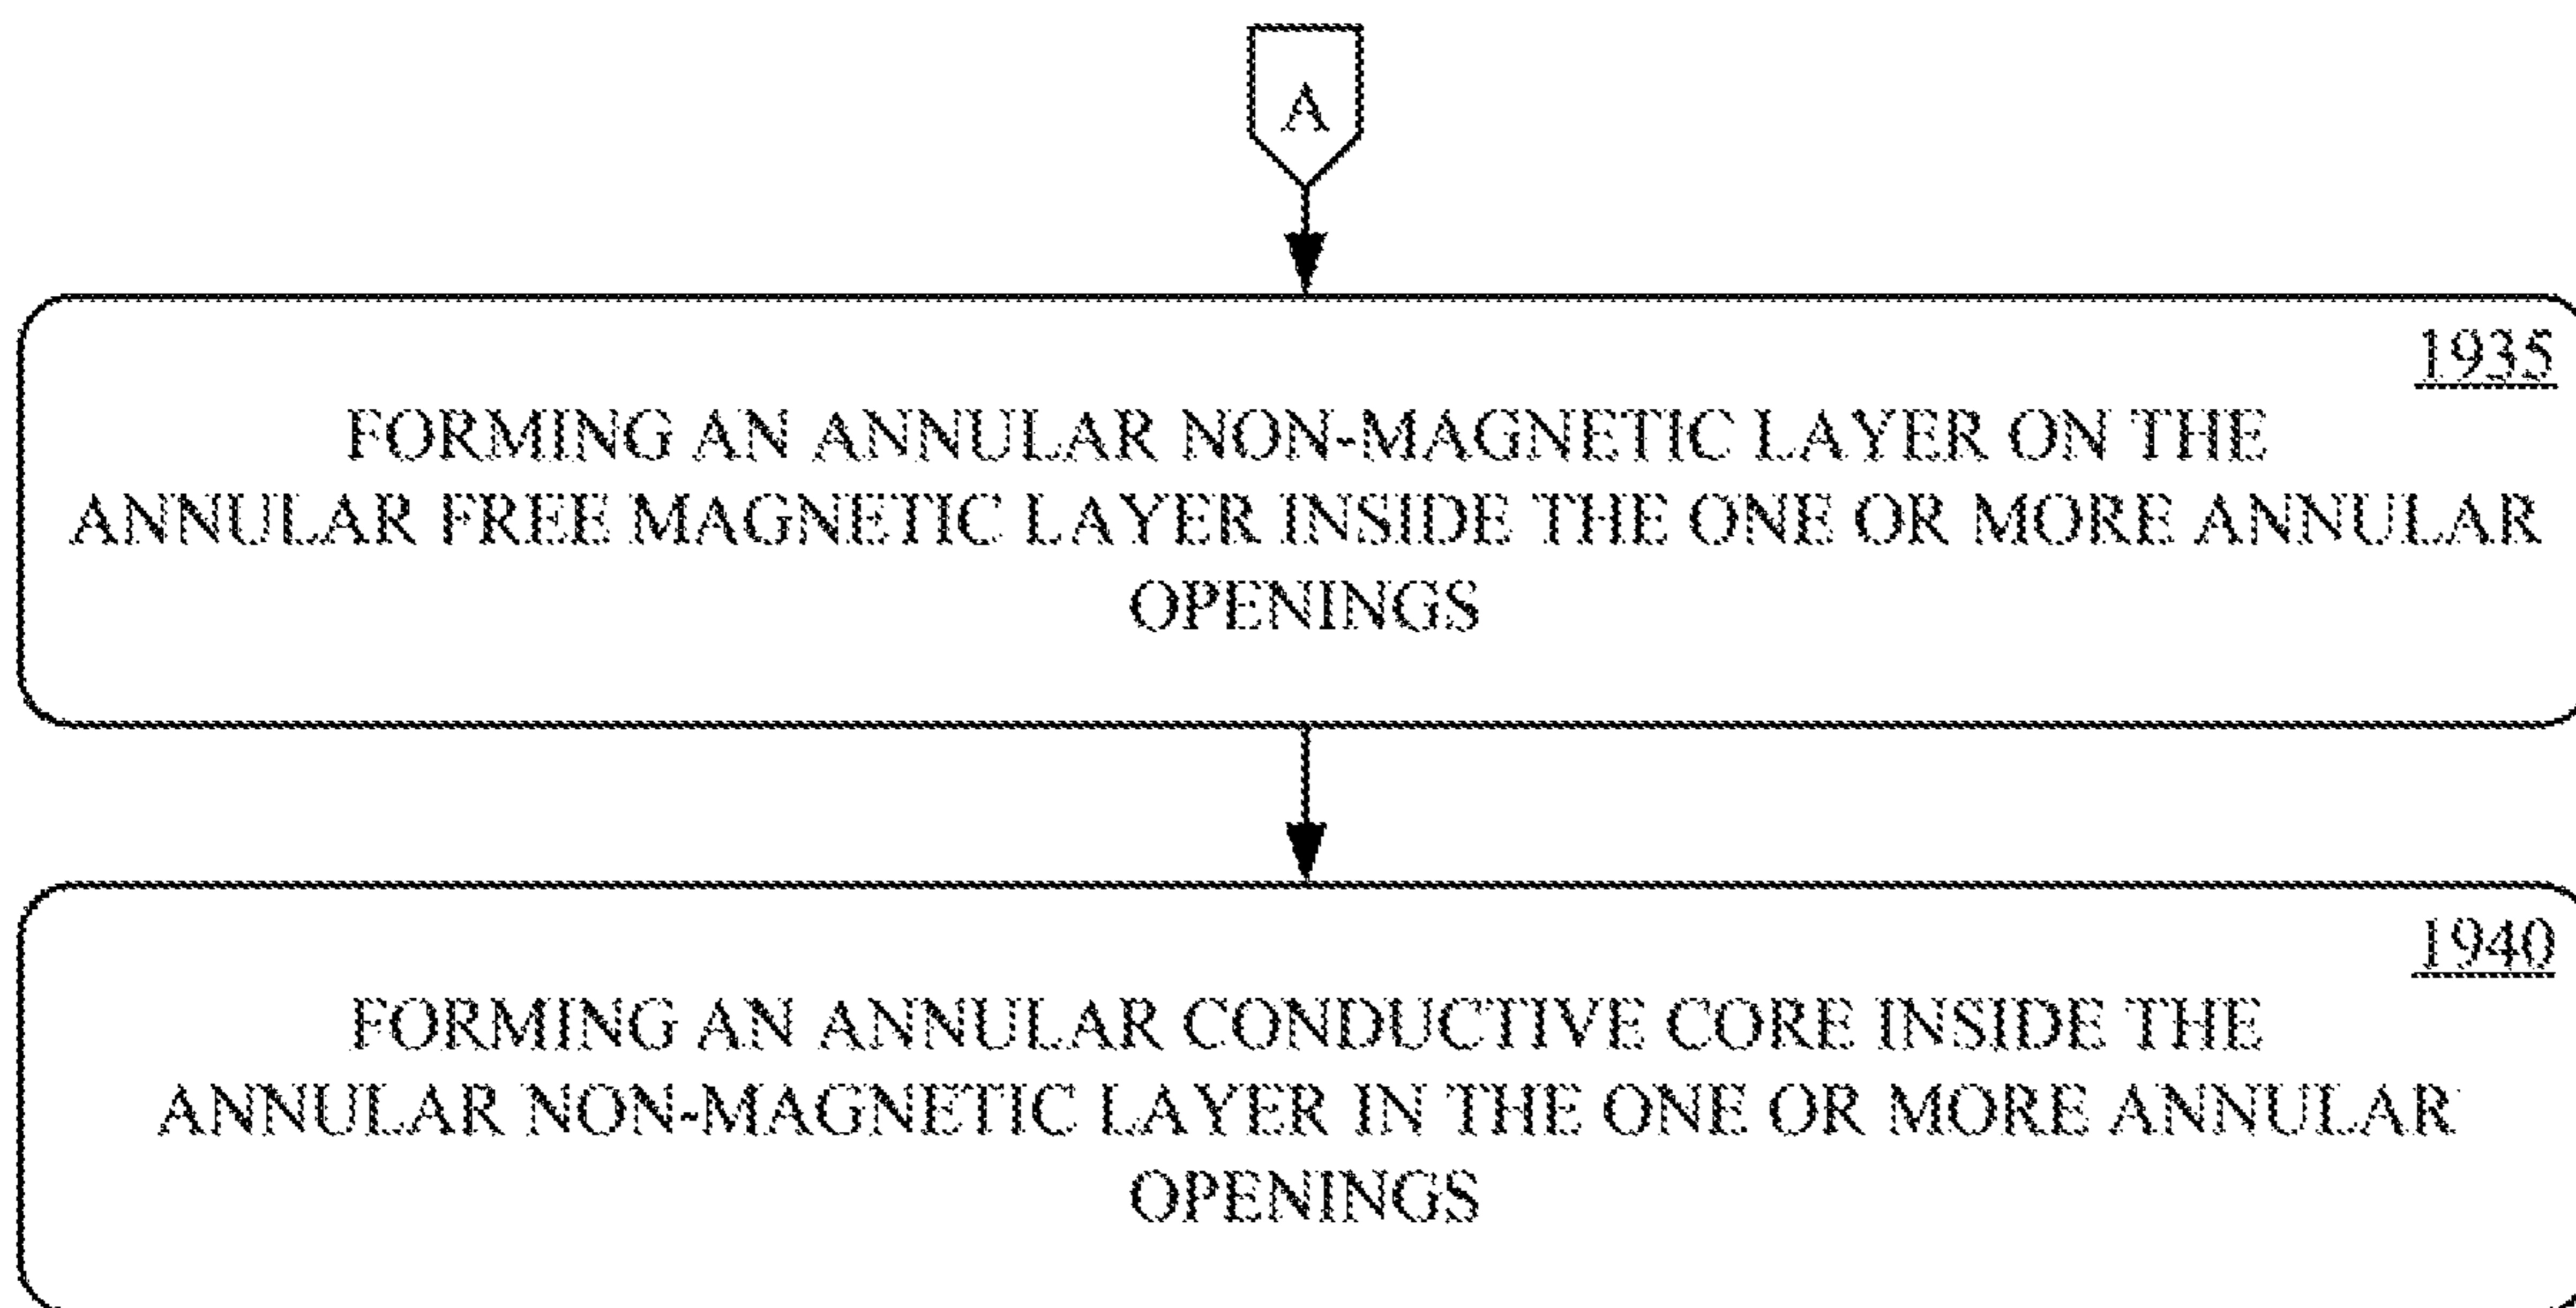 A
1935
FORMING AN ANNULAR NON-MAGNETIC LAYER ON THE
ANNULAR FREE MAGNETIC LAYER INSIDE THE ONE OR MORE ANNULAR
OPENINGS
1940
FORMING AN ANNULAR CONDUCTIVE CORE INSIDE THE
ANNULAR NON-MAGNETIC LAYER IN THE ONE OR MORE ANNULAR
OPENINGS